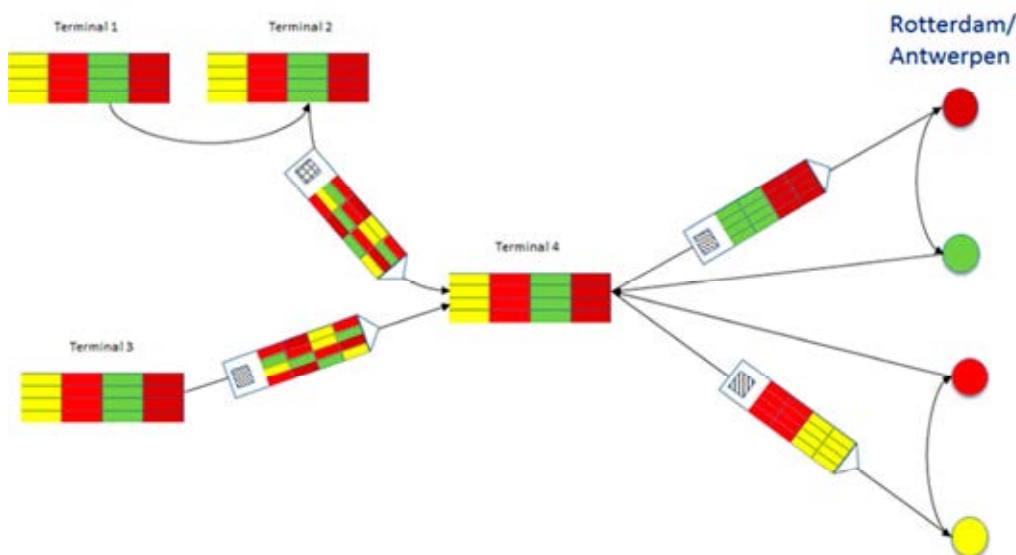 Terminal 1
Terminal 2
Rotterdam/
Antwerpen
Terminal 4
Terminal 3